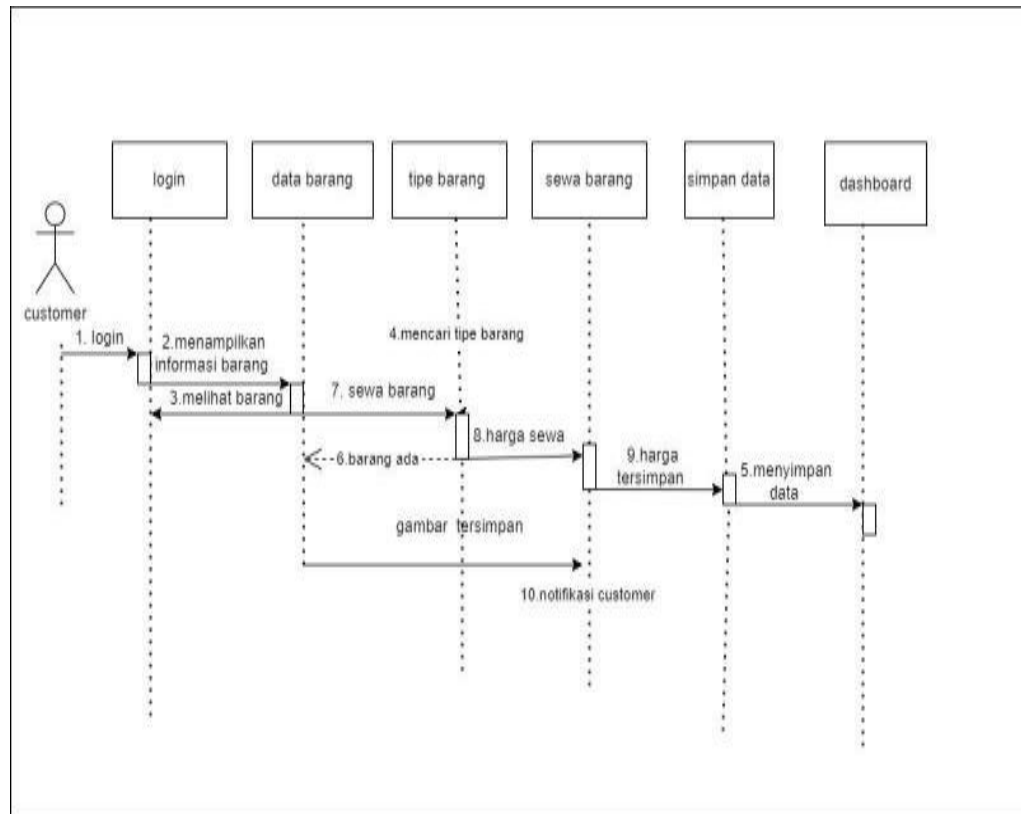 login
data barang
tipe barang
sewa barang
simpan data
dashboard
customer
1. login
2.menampilkan
informasi barang
3.melihat barang
4.mencari tipe barang
7. sewa barang
8.harga sewa
6.barang ada
9.harga
tersimpan
5.menyimpan
data
gambar tersimpan
10.notifikasi customer